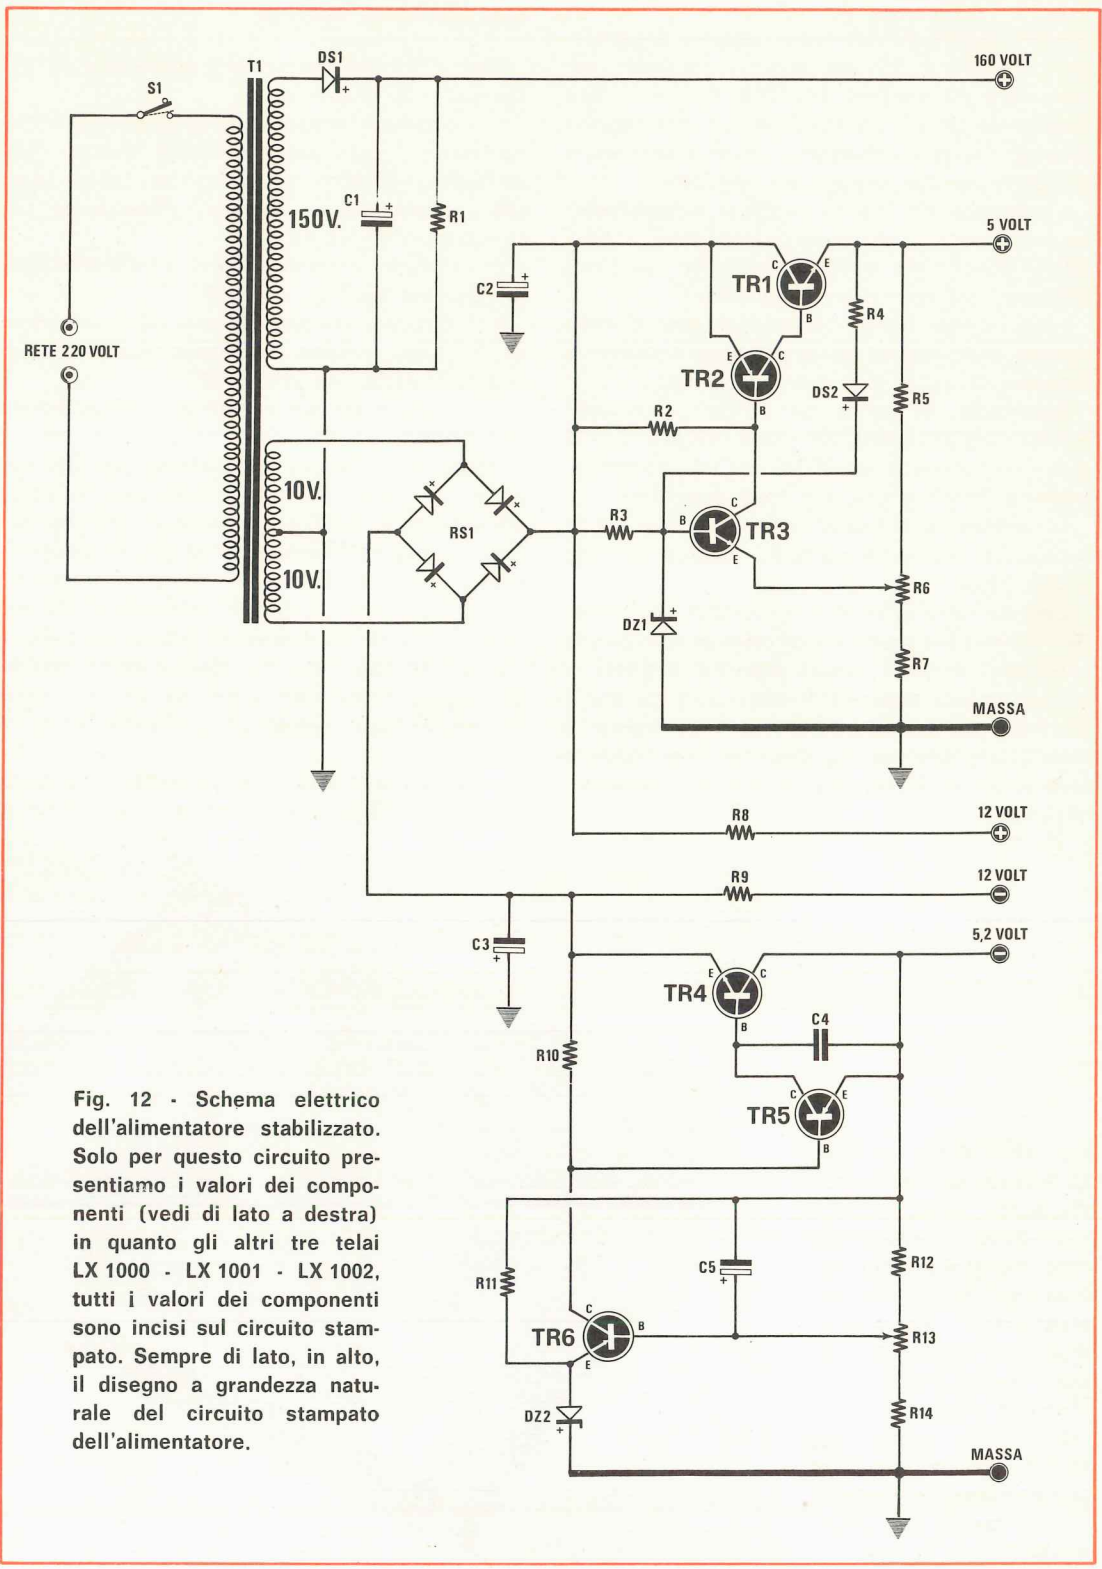 DS1
T1
S1
160 VOLT
+
+
150V.
C1
+
R1
RETE 220 VOLT
5 VOLT
+
C2
+
C
E
TR1
B
R4
E
C
TR2
B
DS2
+
R5
R2
10V.
10V.
RS1
R3
B
C
TR3
E
R6
DZ1
+
R7
MASSA
R8
12 VOLT
+
R9
12 VOLT
-
C3
+
5,2 VOLT
-
E
C
TR4
B
C4
R10
C
E
TR5
B
R11
C5
+
R12
C
TR6
B
E
R13
DZ2
+
R14
MASSA
Fig. 12 - Schema elettrico
dell'alimentatore stabilizzato.
Solo per questo circuito pre-
sentiamo i valori dei compo-
nenti (vedi di lato a destra)
in quanto gli altri tre telai
LX 1000 - LX 1001 - LX 1002,
tutti i valori dei componenti
sono incisi sul circuito stam-
pato. Sempre di lato, in alto,
il disegno a grandezza natu-
rale del circuito stampato
dell'alimentatore.